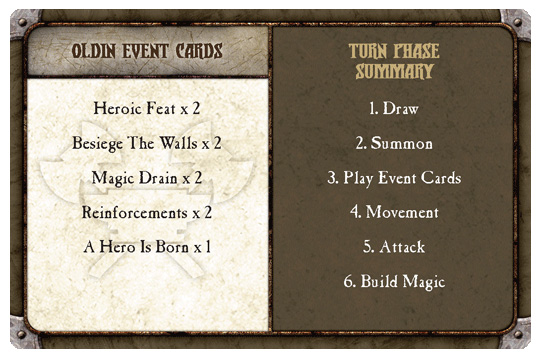 OLDIN EVENT CARDS
Heroic Feat x 2
Besiege The Walls x 2
Magic Drain x 2
Reinforcements x 2
A Hero Is Born x 1
TURN PHASE
SUMMARY
1. Draw
2. Summon
3. Play Event Cards
4. Movement
5. Attack
6. Build Magic